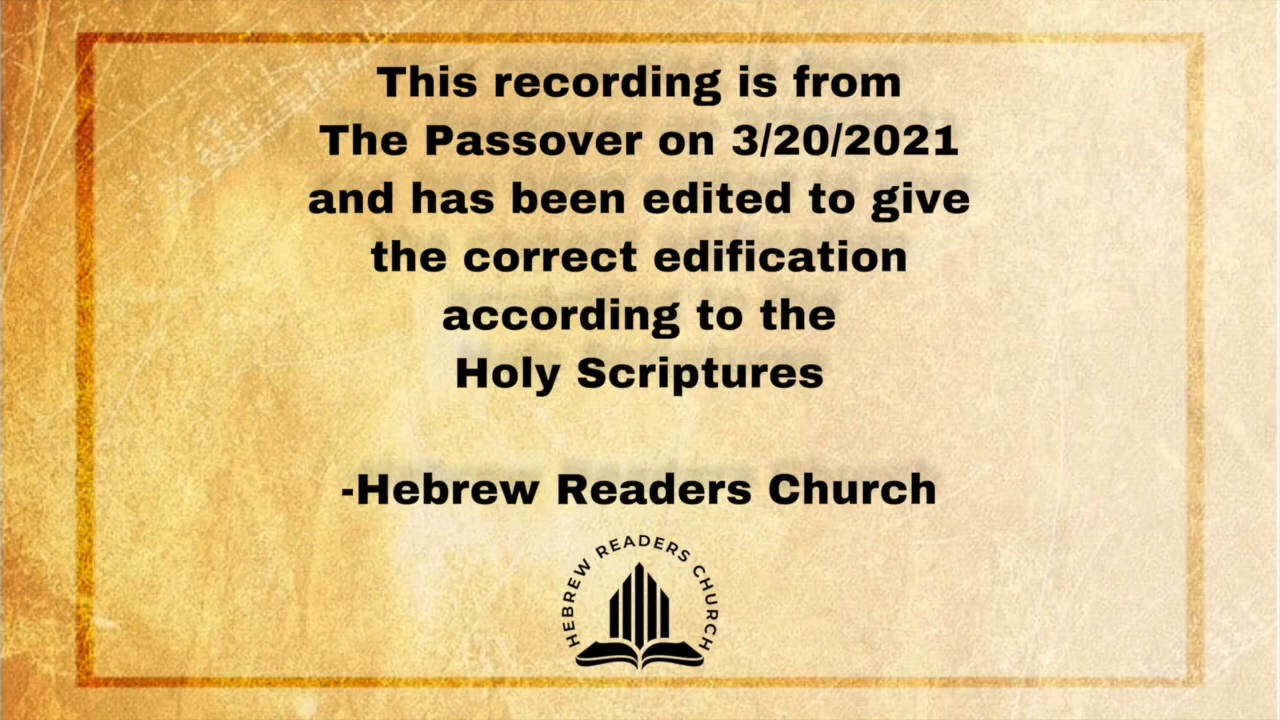 This recording is from
The Passover on 3/20/2021
and has been edited to give
the correct edification
according to the
Holy Scriptures
-Hebrew Readers Church
HEBREW READERS CHURCH